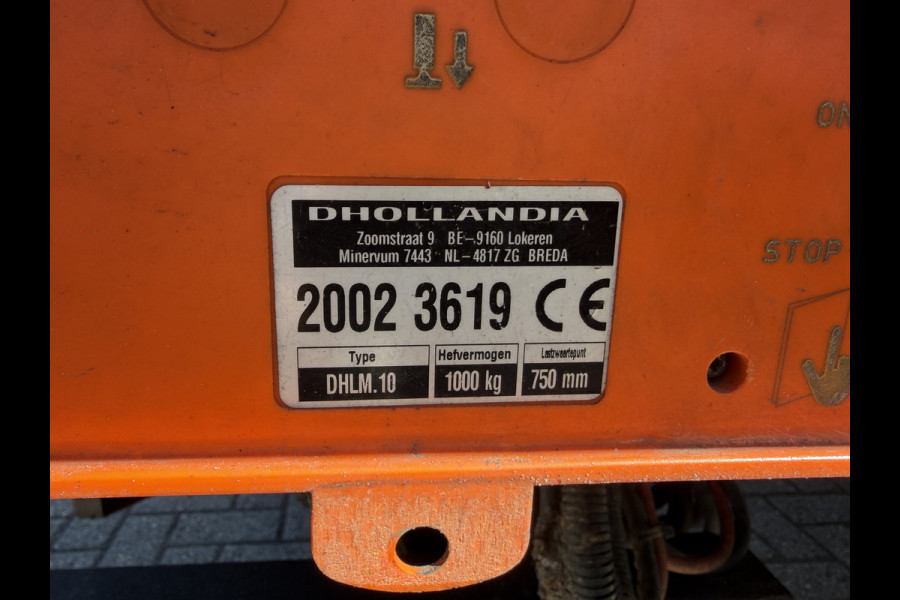 ON
STOP
DHOLLANDIA
Zoomstraat 9 BE-9160 Lokeren
Minervum 7443 NL-4817 ZG BREDA
2002 3619 CE
Type Hefvermogen Lastzwaartepunt
DHLM.10 1000 kg 750 mm